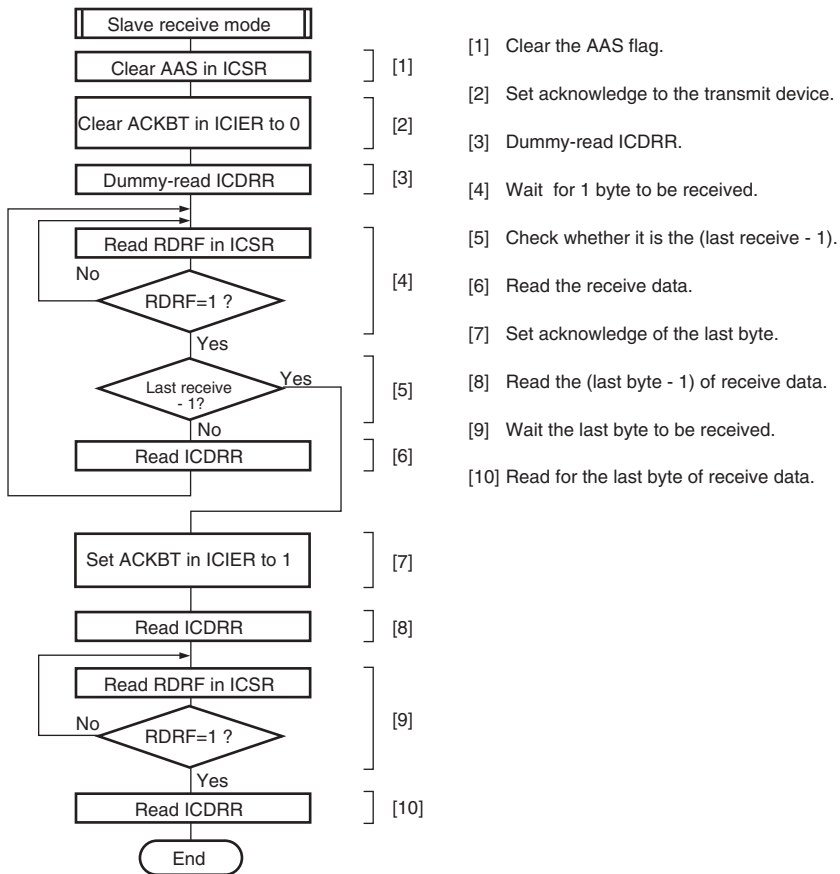 Slave receive mode
Clear AAS in ICSR
[1]
Clear ACKBT in ICIER to 0
[2]
Dummy-read ICDRR
[3]
Read RDRF in ICSR
No
RDRF=1 ?
[4]
Yes
Last receive
- 1?
Yes
[5]
No
Read ICDRR
[6]
Set ACKBT in ICIER to 1
[7]
Read ICDRR
[8]
Read RDRF in ICSR
No
RDRF=1 ?
[9]
Yes
Read ICDRR
[10]
End
[1] Clear the AAS flag.
[2] Set acknowledge to the transmit device.
[3] Dummy-read ICDRR.
[4] Wait for 1 byte to be received.
[5] Check whether it is the (last receive - 1).
[6] Read the receive data.
[7] Set acknowledge of the last byte.
[8] Read the (last byte - 1) of receive data.
[9] Wait the last byte to be received.
[10] Read for the last byte of receive data.